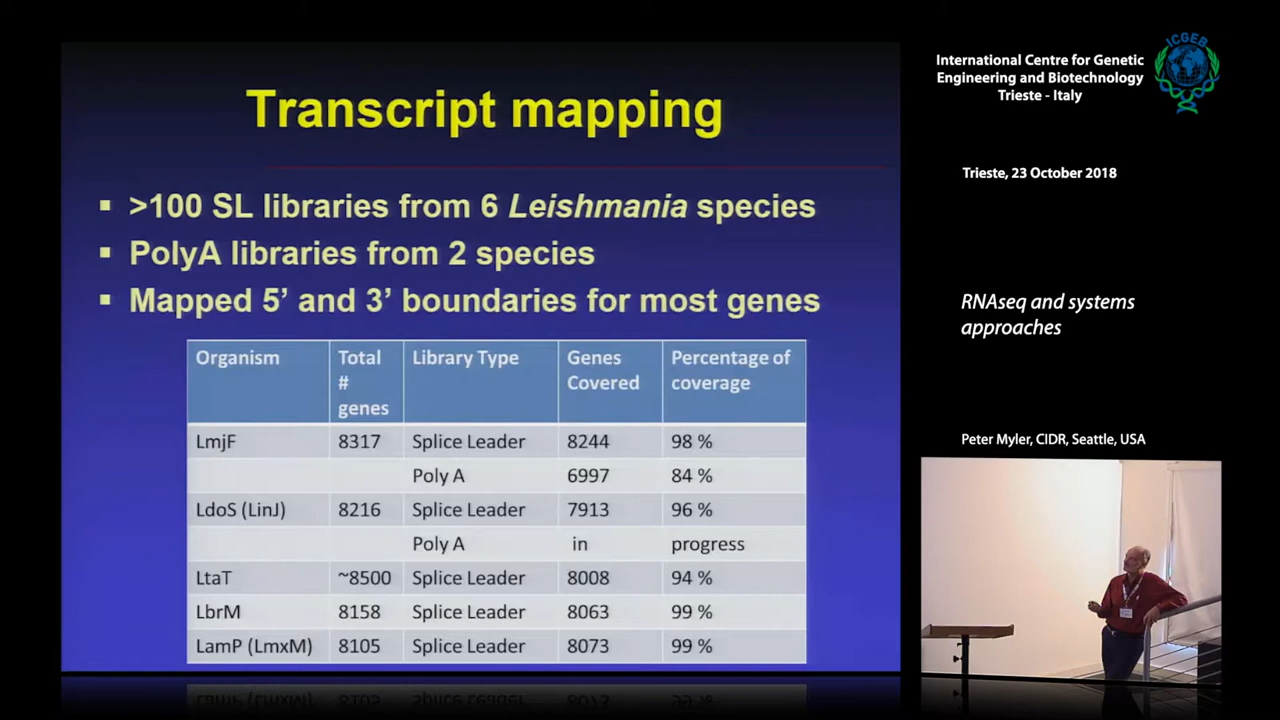 Transcript mapping
▪ >100 SL libraries from 6 Leishmania species
▪ PolyA libraries from 2 species
▪ Mapped 5’ and 3’ boundaries for most genes
Organism Total # genes Library Type Genes Covered Percentage of coverage
LmjF 8317 Splice Leader 8244 98 %
Poly A 6997 84 %
LdoS (LinJ) 8216 Splice Leader 7913 96 %
Poly A in progress
LtaT ~8500 Splice Leader 8008 94 %
LbrM 8158 Splice Leader 8063 99 %
LamP (LmxM) 8105 Splice Leader 8073 99 %
ICGEB
International Centre for Genetic
Engineering and Biotechnology
Trieste - Italy
Trieste, 23 October 2018
RNAseq and systems
approaches
Peter Myler, CIDR, Seattle, USA